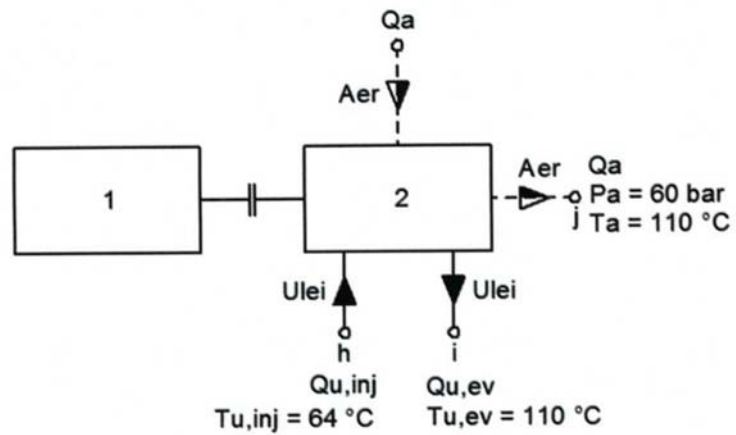 Qa
Aer
1
2
Aer Qa
Pa = 60 bar
j Ta = 110 °C
Ulei
Ulei
h
i
Qu,inj
Qu,ev
Tu,inj = 64 °C
Tu,ev = 110 °C